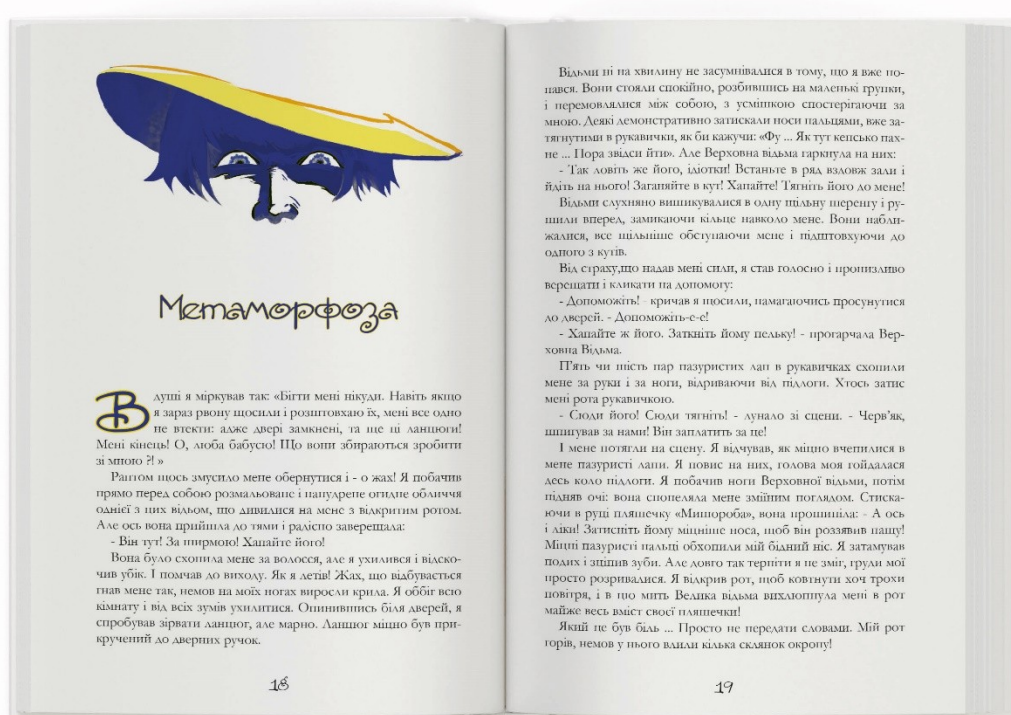 Метаморфоза
В душі я міркував так: «Бігти мені нікуди. Навіть якщо
я зараз рвону щосили і розштовхаю їх, мені все одно
не втекти: адже двері замкнені, та ще ці ланцюги!
Мені кінець! О, люба бабусю! Що вони збираються зробити
зі мною ?! »
Раптом щось змусило мене обернутися і - о жах! Я побачив
прямо перед собою розмальоване і напудрене огидне обличчя
однієї з цих відьом, що дивилися на мене з відкритим ротом.
Але ось вона прийшла до тями і радісно заверещала:
- Він тут! За ширмою! Хапайте його!
Вона було схопила мене за волосся, але я ухилився і відско-
чив убік. І помчав до виходу. Як я летів! Жах, що відбувається
гнав мене так, немов на моїх ногах виросли крила. Я оббіг всю
кімнату і від всіх зумів ухилитися. Опинившись біля дверей, я
спробував зірвати ланцюг, але марно. Ланцюг міцно був при-
кручений до дверних ручок.
18
Відьми ні на хвилину не засумнівалися в тому, що я вже по-
пався. Вони стояли спокійно, розбившись на маленькі групки,
і перемовлялися між собою, з усмішкою спостерігаючи за
мною. Деякі демонстративно затискали носи пальцями, вже за-
тягнутими в рукавички, як би кажучи: «Фу ... Як тут кепсько пах-
не ... Пора звідси йти». Але Верховна відьма гаркнула на них:
- Так ловіть же його, ідіотки! Встаньте в ряд вздовж зали і
йдіть на нього! Заганяйте в кут! Хапайте! Тягніть його до мене!
Відьми слухняно вишикувалися в одну щільну шеренгу і ру-
шили вперед, замикаючи кільце навколо мене. Вони набли-
жалися, все щільніше обступаючи мене і підштовхуючи до
одного з кутів.
Від страху,що надав мені сили, я став голосно і пронизливо
верещати і кликати на допомогу:
- Допоможіть! - кричав я щосили, намагаючись просунутися
до дверей. - Допоможіть-е-е!
- Хапайте ж його. Заткніть йому пельку! - прогарчала Вер-
ховна Відьма.
П'ять чи шість пар пазуристих лап в рукавичках схопили
мене за руки і за ноги, відриваючи від підлоги. Хтось затис
мені рота рукавичкою.
- Сюди його! Сюди тягніть! - лунало зі сцени. - Черв'як,
шпигував за нами! Він заплатить за це!
І мене потягли на сцену. Я відчував, як міцно вчепилися в
мене пазуристі лапи. Я повис на них, голова моя гойдалася
десь коло підлоги. Я побачив ноги Верховної відьми, потім
підняв очі: вона спопеляла мене зміїним поглядом. Стиска-
ючи в руці пляшечку «Мишороба», вона прошипіла: - А ось
і ліки! Затисніть йому міцніше носа, щоб він роззявив пащу!
Міцні пазуристі пальці обхопили мій бідний ніс. Я затамував
подих і зціпив зуби. Але довго так терпіти я не зміг, груди мої
просто розривалися. Я відкрив рот, щоб ковтнути хоч трохи
повітря, і в цю мить Велика відьма вихлюпнула мені в рот
майже весь вміст своєї пляшечки!
Який це був біль ... Просто не передати словами. Мій рот
горів, немов у нього влили кілька склянок окропу!
19